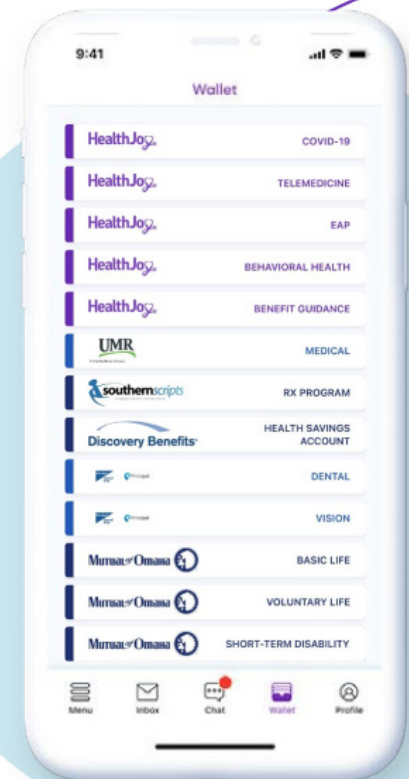 9:41
Wallet
HealthJoy COVID-19
HealthJoy TELEMEDICINE
HealthJoy EAP
HealthJoy BEHAVIORAL HEALTH
HealthJoy BENEFIT GUIDANCE
UMR MEDICAL
southernscripts RX PROGRAM
Discovery Benefits HEALTH SAVINGS
ACCOUNT
Principal DENTAL
Principal VISION
Mutual of Omaha BASIC LIFE
Mutual of Omaha VOLUNTARY LIFE
Mutual of Omaha SHORT-TERM DISABILITY
Menu Inbox Chat Wallet Profile